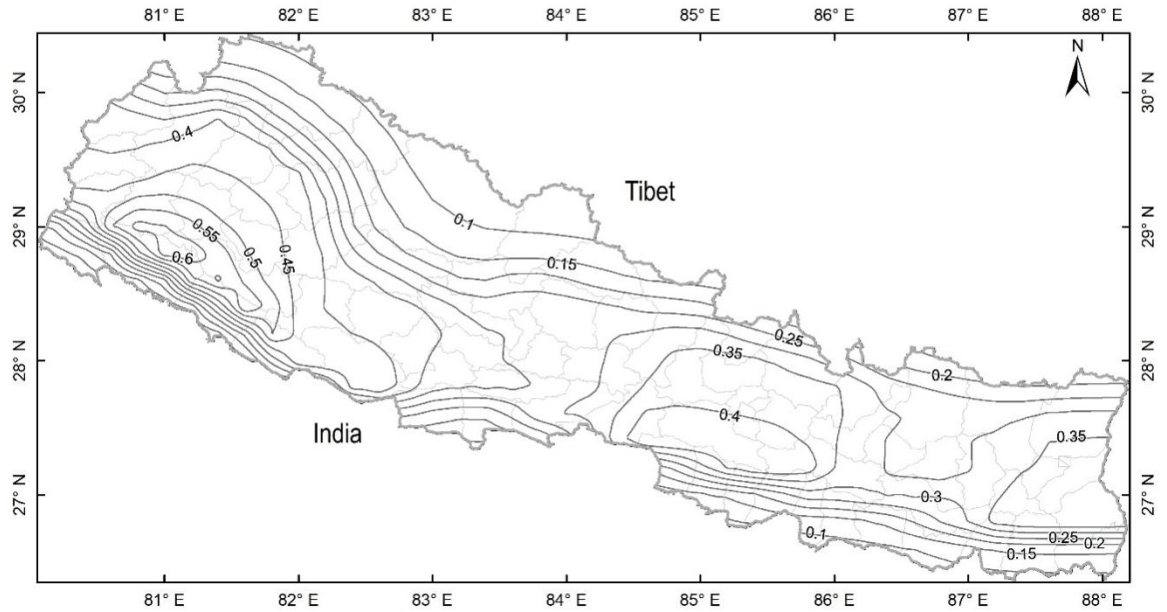 81° E 82° E 83° E 84° E 85° E 86° E 87° E 88° E
N
30° N 30° N
0.4
Tibet
29° N 0.1 29° N
0.55
0.5 0.45
0.6 0.15
0.25
28° N 0.35 28° N
0.2
0.4
India 0.35
27° N 0.3 27° N
0.1 0.25 0.2
0.15
81° E 82° E 83° E 84° E 85° E 86° E 87° E 88° E